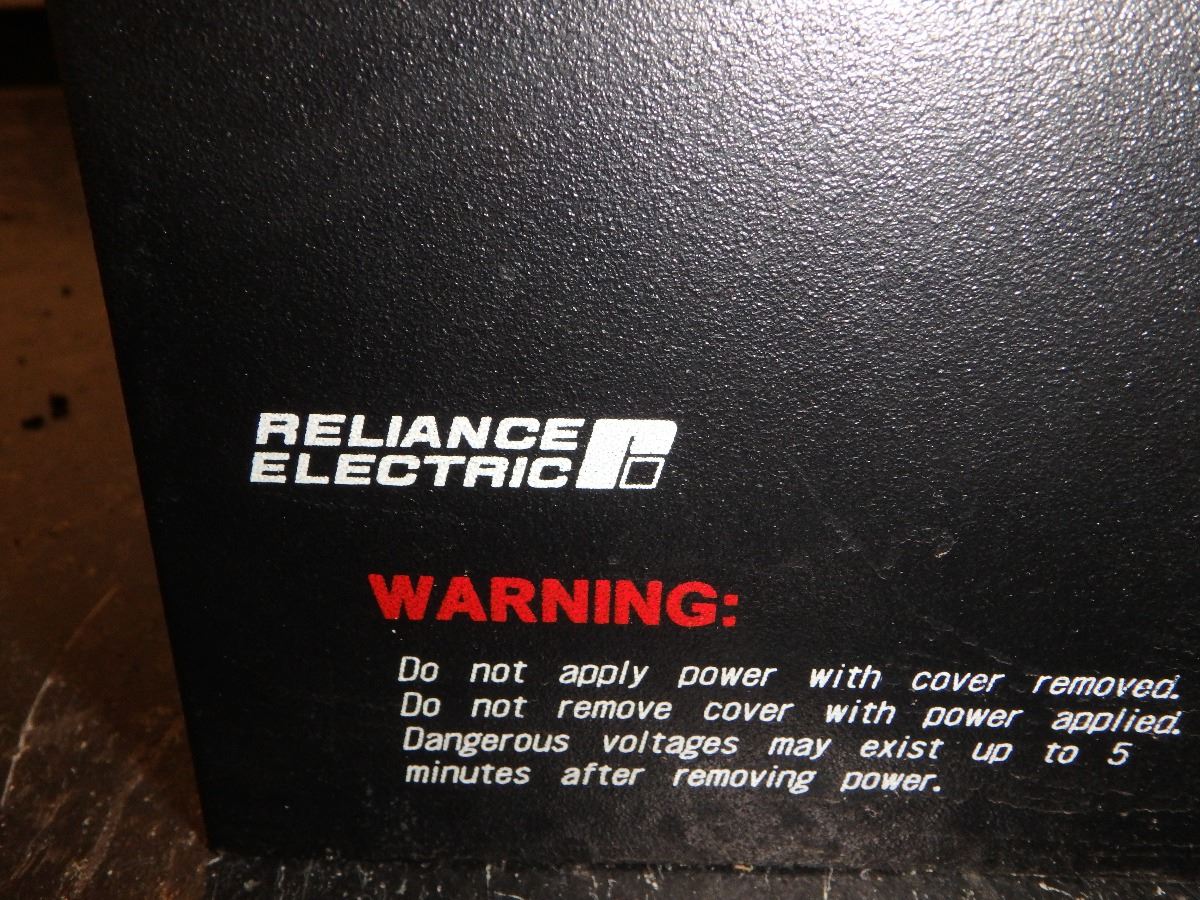 RELIANCE
ELECTRIC
WARNING:
Do not apply power with cover removed.
Do not remove cover with power applied.
Dangerous voltages may exist up to 5
minutes after removing power.